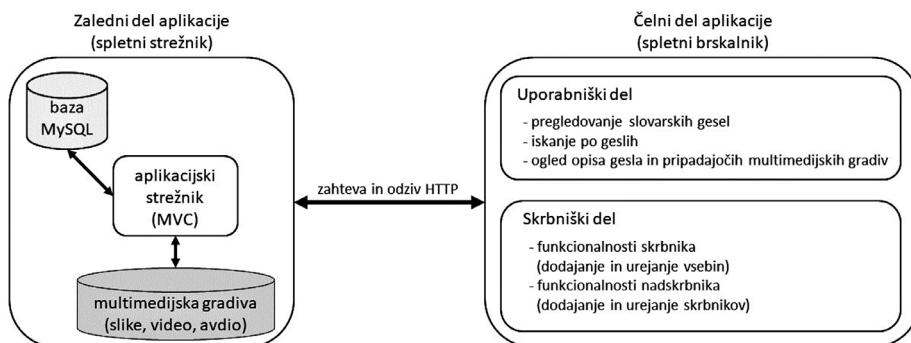 Zaledni del aplikacije
(spletni strežnik)
baza
MySQL
aplikacijski
strežnik
(MVC)
multimedijska gradiva
(slike, video, avdio)
zahteva in odziv HTTP
Čelni del aplikacije
(spletni brskalnik)
Uporabniški del
- pregledovanje slovarskih gesel
- iskanje po geslih
- ogled opisa gesla in pripadajočih multimedijskih gradiv
Skrbniški del
- funkcionalnosti skrbnika
(dodajanje in urejanje vsebin)
- funkcionalnosti nadskrbnika
(dodajanje in urejanje skrbnikov)